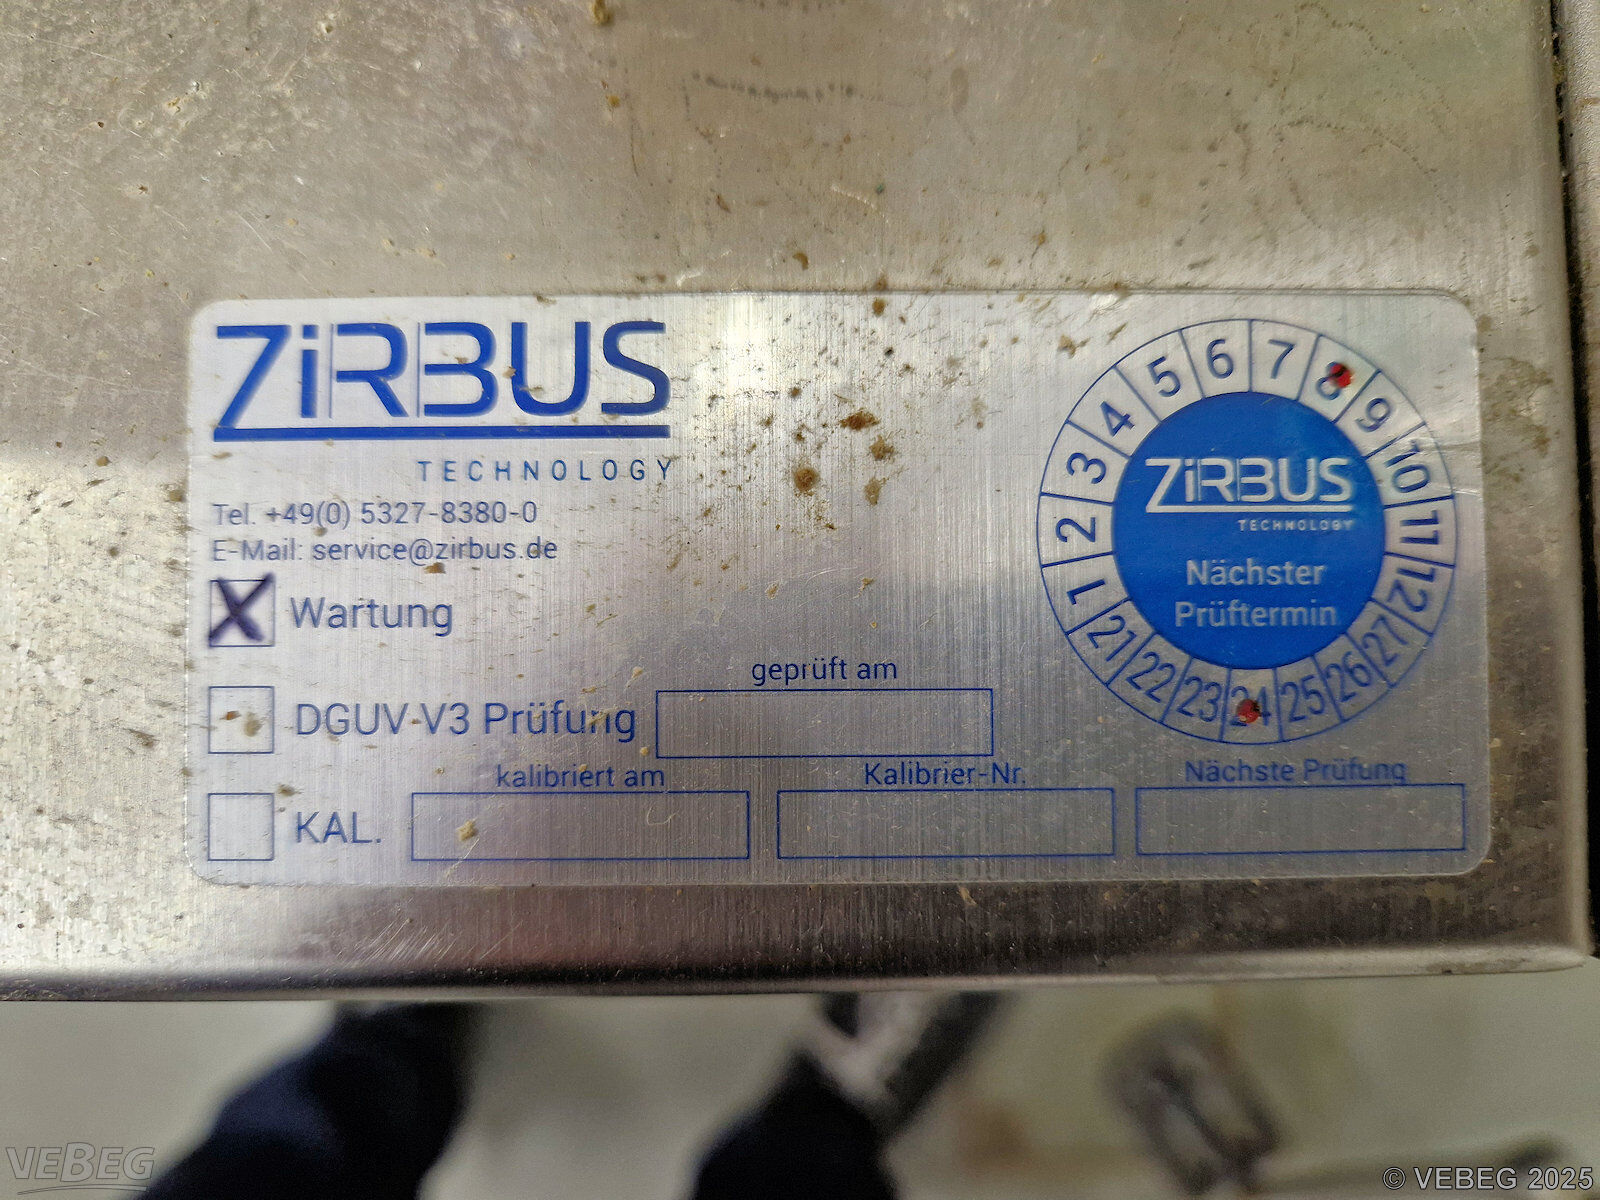 ZiRBUS
TECHNOLOGY
Tel. +49(0) 5327-8380-0
E-Mail: service@zirbus.de
X Wartung
geprüft am
DGUV-V3 Prüfung
kalibriert am
Kalibrier-Nr.
Nächste Prüfung
KAL.
1 2 3 4 5 6 7 8 9 10 11 12
21 22 23 24 25 26 27
ZiRBUS
TECHNOLOGY
Nächster
Prüftermin
VEBEG
© VEBEG 2025